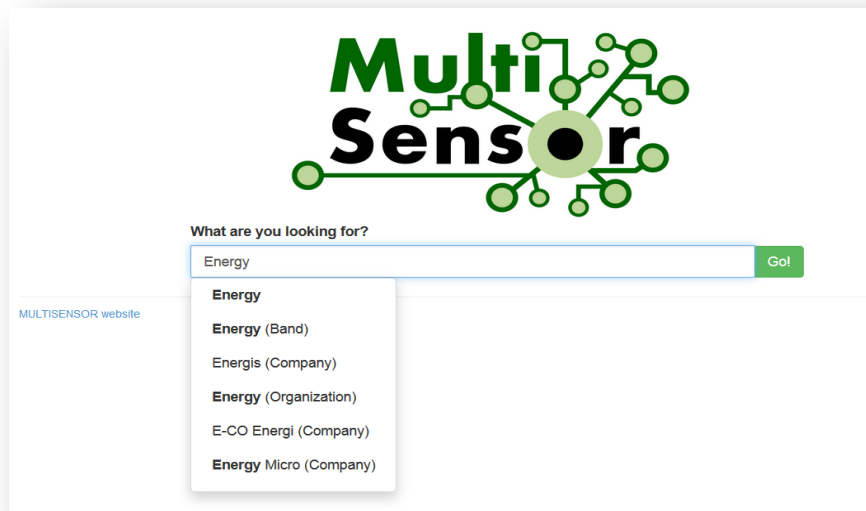 Multi
Sensor
What are you looking for?
Energy
Go!
Energy
Energy (Band)
Energis (Company)
Energy (Organization)
E-CO Energi (Company)
Energy Micro (Company)
MULTISENSOR website